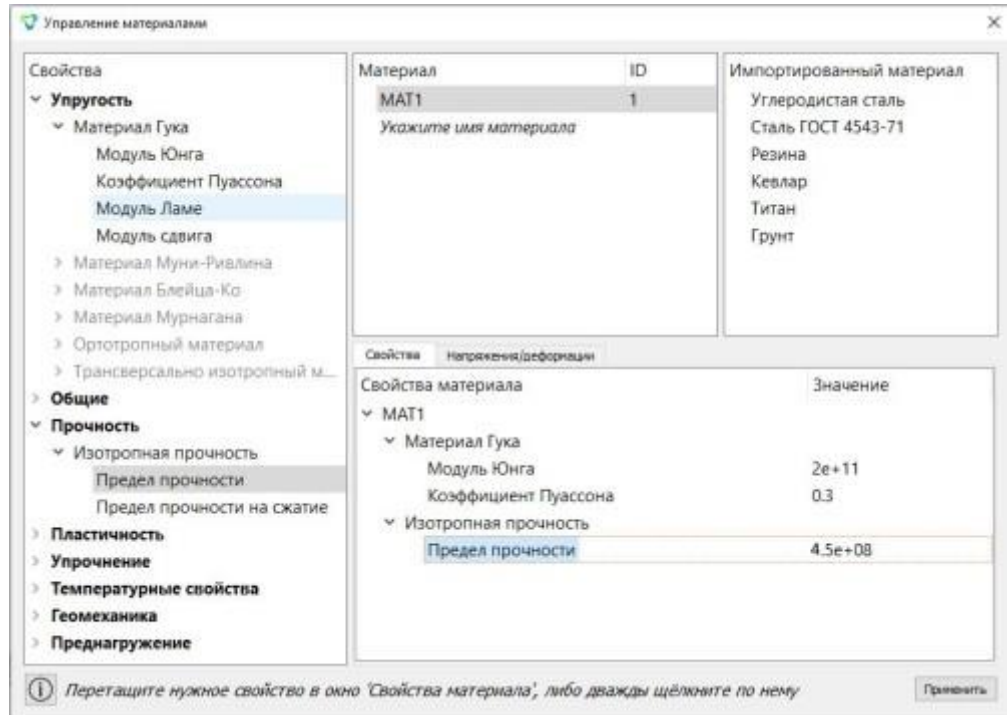 Управление материалами
Свойства
Упругость
Материал Гука
Модуль Юнга
Коэффициент Пуассона
Модуль Ламе
Модуль сдвига
Материал Муни-Ривлина
Материал Блейца-Ко
Материал Мурнагана
Ортотропный материал
Трансверсально изотропный м...
Общие
Прочность
Изотропная прочность
Предел прочности
Предел прочности на сжатие
Пластичность
Упрочнение
Температурные свойства
Геомеханика
Преднагружение
Материал ID
МАТ1 1
Укажите имя материала
Импортированный материал
Углеродистая сталь
Сталь ГОСТ 4543-71
Резина
Кевлар
Титан
Грунт
Свойства Напряжения/деформации
Свойства материала Значение
МАТ1
Материал Гука
Модуль Юнга 2e+11
Коэффициент Пуассона 0.3
Изотропная прочность
Предел прочности 4.5e+08
Перетащите нужное свойство в окно 'Свойства материала', либо дважды щёлкните по нему
Применить